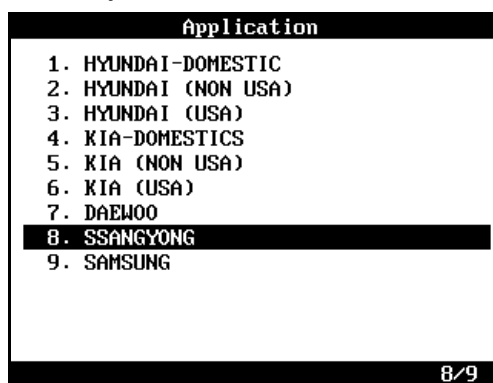 Application
1. HYUNDAI-DOMESTIC
2. HYUNDAI (NON USA)
3. HYUNDAI (USA)
4. KIA-DOMESTICS
5. KIA (NON USA)
6. KIA (USA)
7. DAEWOO
8. SSANGYONG
9. SAMSUNG
8/9